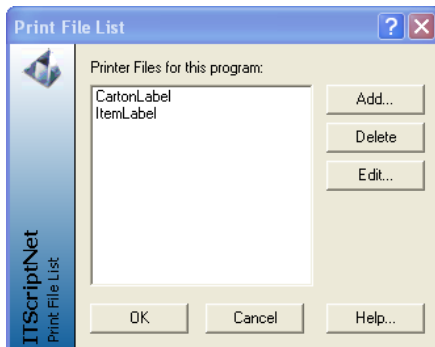 Print File List
?
Printer Files for this program:
CartonLabel
ItemLabel
Add...
Delete
Edit...
ITScriptNet
Print File List
OK
Cancel
Help...